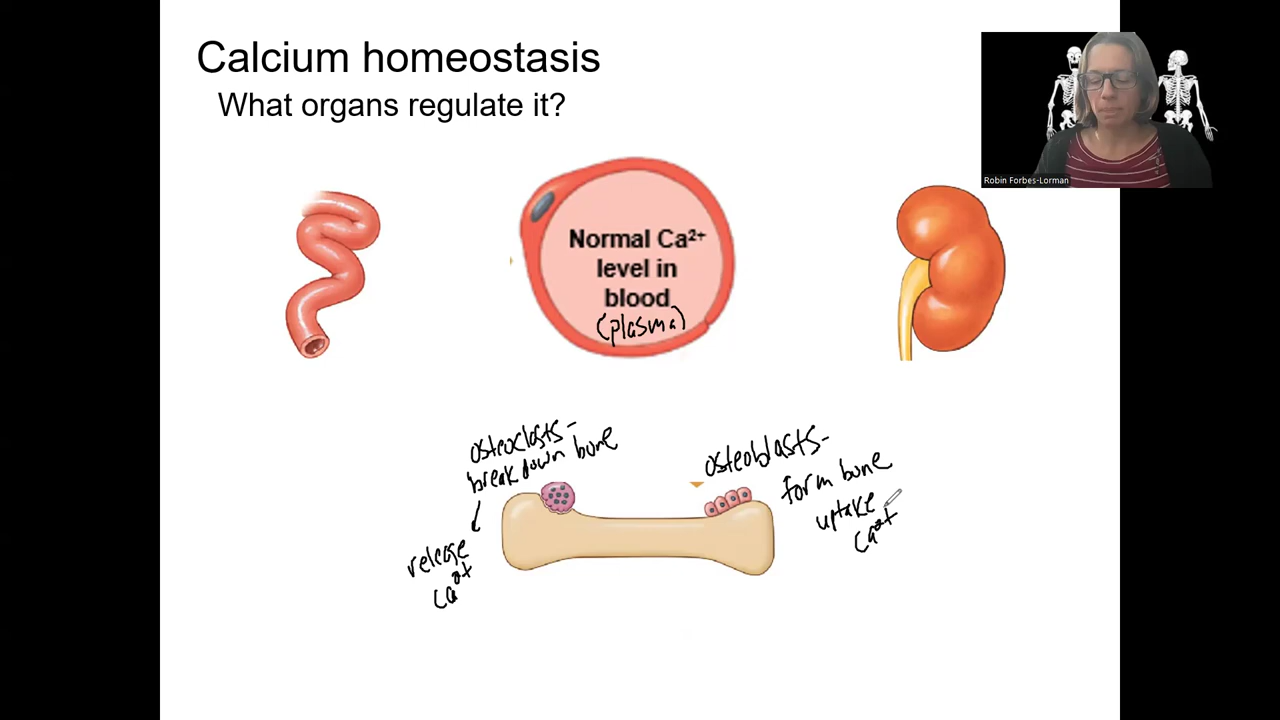 Calcium homeostasis
What organs regulate it?
Robin Forbes-Lorman
Normal Ca²⁺
level in
blood
(plasma)
osteoclasts-
break down bone
release
Ca²⁺
osteoblasts-
form bone
uptake
Ca²⁺